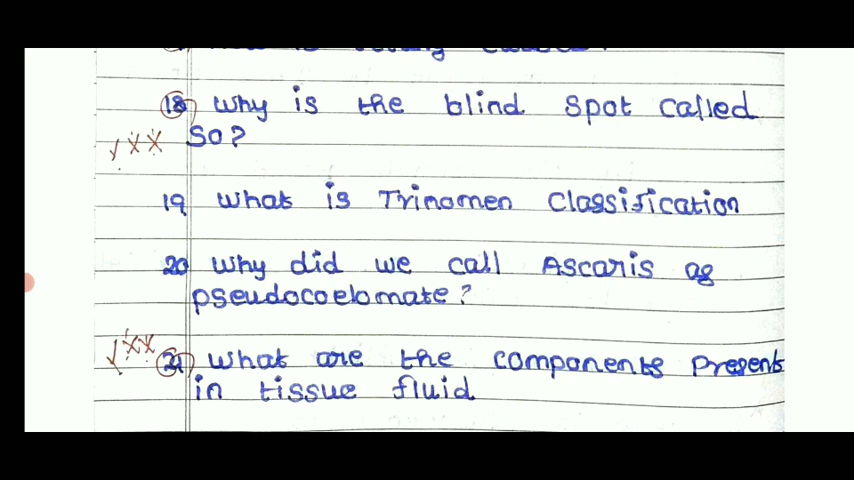 18 Why is the blind spot called
So?
19 What is Trinomen Classification
20 Why did we call Ascaris as
pseudocoelomate?
21 What are the components presents
in tissue fluid